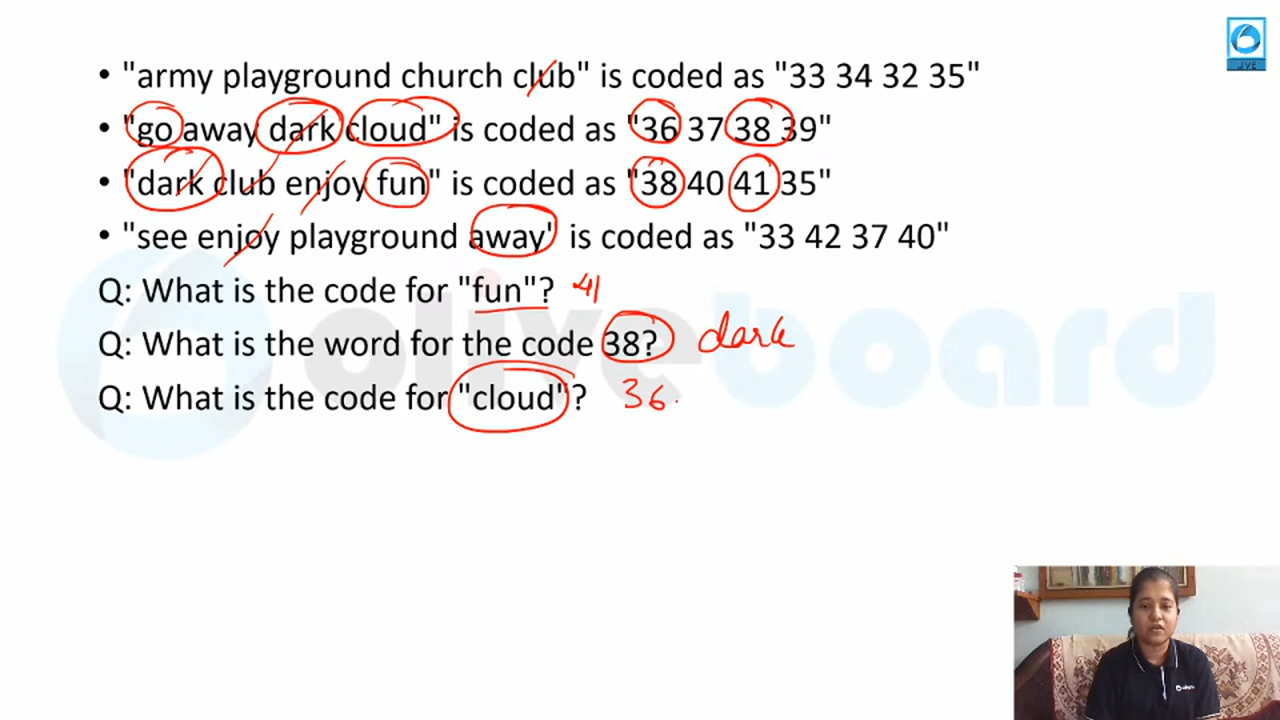 • "army playground church club" is coded as "33 34 32 35"
• "go away dark cloud" is coded as "36 37 38 39"
• "dark club enjoy fun" is coded as "38 40 41 35"
• "see enjoy playground away" is coded as "33 42 37 40"
Q: What is the code for "fun"? 41
Q: What is the word for the code 38? dark
Q: What is the code for "cloud"? 36.
oliveboard
LIVE